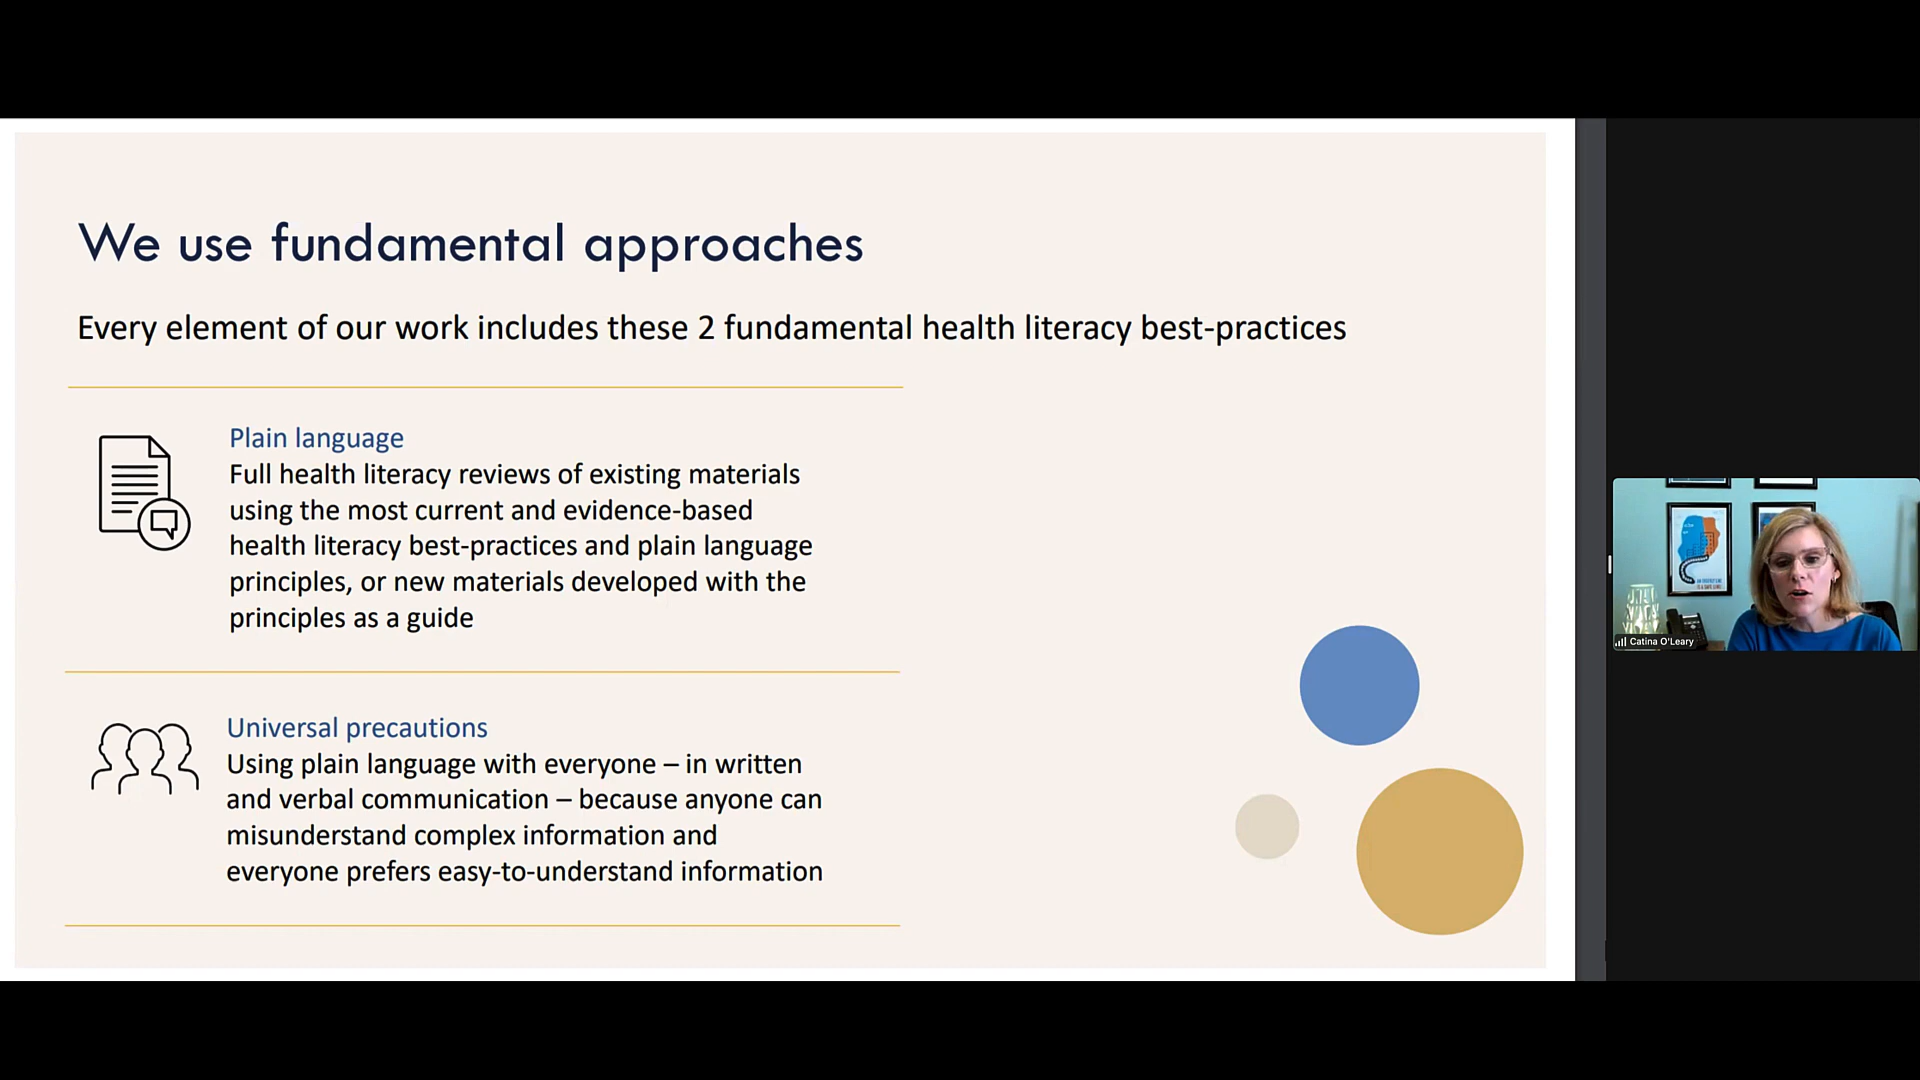 We use fundamental approaches
Every element of our work includes these 2 fundamental health literacy best-practices
Plain language
Full health literacy reviews of existing materials
using the most current and evidence-based
health literacy best-practices and plain language
principles, or new materials developed with the
principles as a guide
Universal precautions
Using plain language with everyone – in written
and verbal communication – because anyone can
misunderstand complex information and
everyone prefers easy-to-understand information
Catina O'Leary